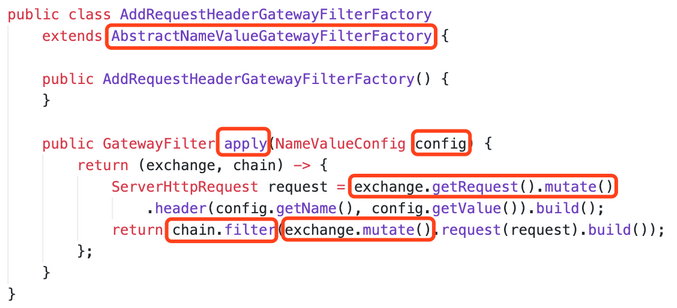 public class AddRequestHeaderGatewayFilterFactory
extends AbstractNameValueGatewayFilterFactory {
public AddRequestHeaderGatewayFilterFactory() {
}
public GatewayFilter apply(NameValueConfig config) {
return (exchange, chain) -> {
ServerHttpRequest request = exchange.getRequest().mutate()
.header(config.getName(), config.getValue()).build();
return chain.filter(exchange.mutate().request(request).build());
};
}
}